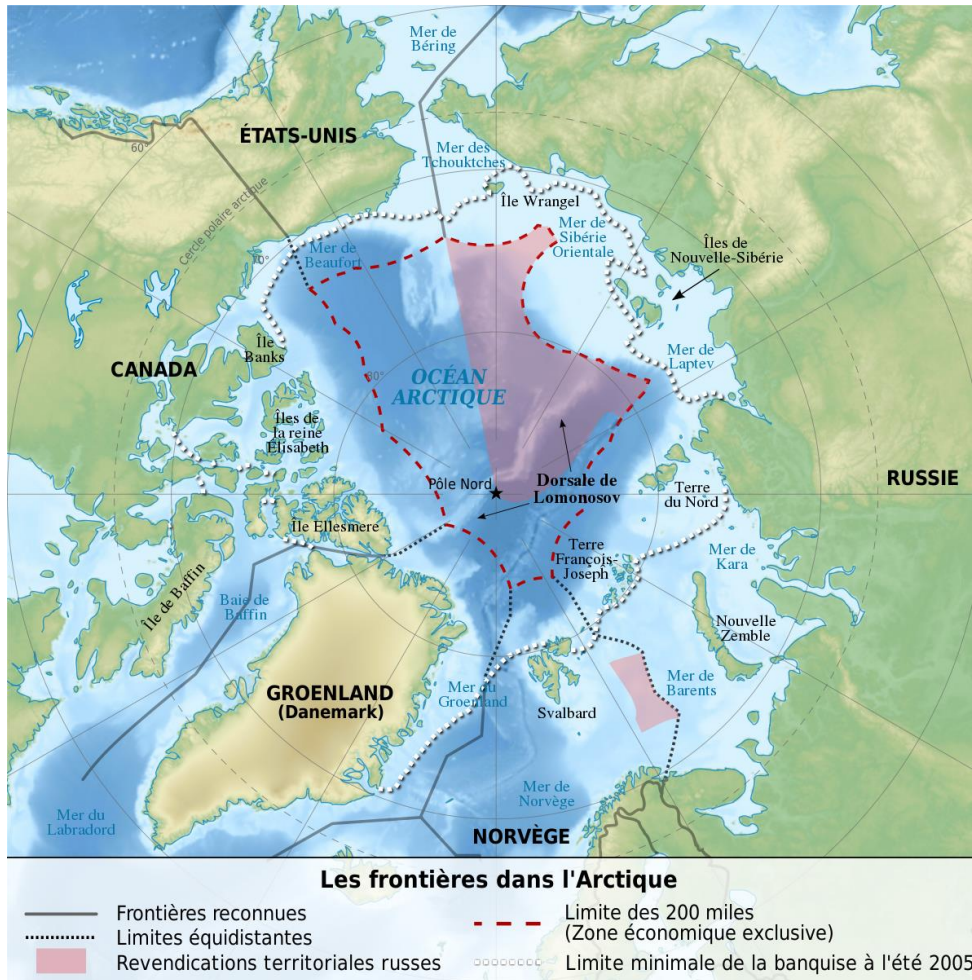 Mer de
Béring
ÉTATS-UNIS
60°
Mer des
Tchouktches
Cercle polaire arctique
Île Wrangel
Mer de
Sibérie
Orientale
Îles de
Nouvelle-Sibérie
70°
Mer de
Beaufort
Île
Banks
Mer de
Laptev
CANADA
80°
OCÉAN
ARCTIQUE
Îles de
la reine
Élisabeth
Pôle Nord
Dorsale de
Lomonosov
RUSSIE
Terre
du Nord
Île Ellesmere
Terre
François-
Joseph
Mer de
Kara
Île de Baffin
Baie de
Baffin
Nouvelle
Zemble
GROENLAND
(Danemark)
Mer du
Groenland
Svalbard
Mer de
Barents
Mer du
Labradord
Mer de
Norvège
NORVÈGE
Les frontières dans l'Arctique
Frontières reconnues
Limites équidistantes
Revendications territoriales russes
Limite des 200 miles
(Zone économique exclusive)
Limite minimale de la banquise à l'été 2005